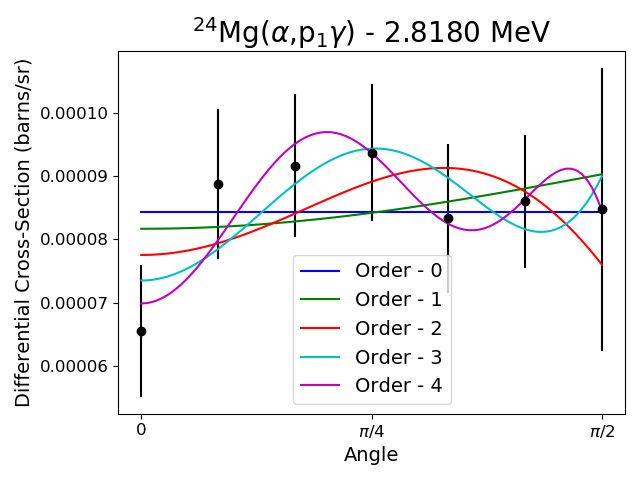 ²⁴Mg(α,p₁γ) - 2.8180 MeV
Differential Cross-Section (barns/sr)
0.00010
0.00009
0.00008
0.00007
0.00006
Order - 0
Order - 1
Order - 2
Order - 3
Order - 4
0 π/4 π/2
Angle